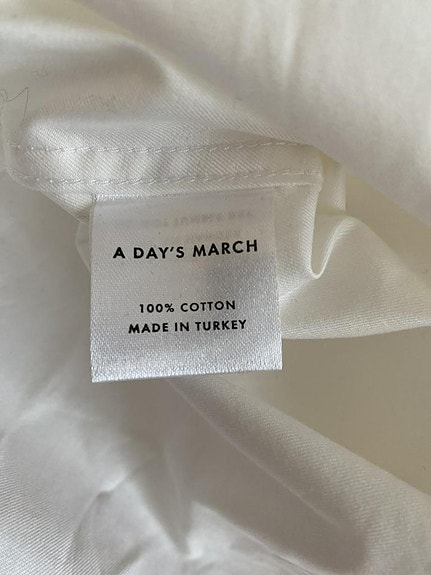 A DAY'S MARCH
100% COTTON
MADE IN TURKEY